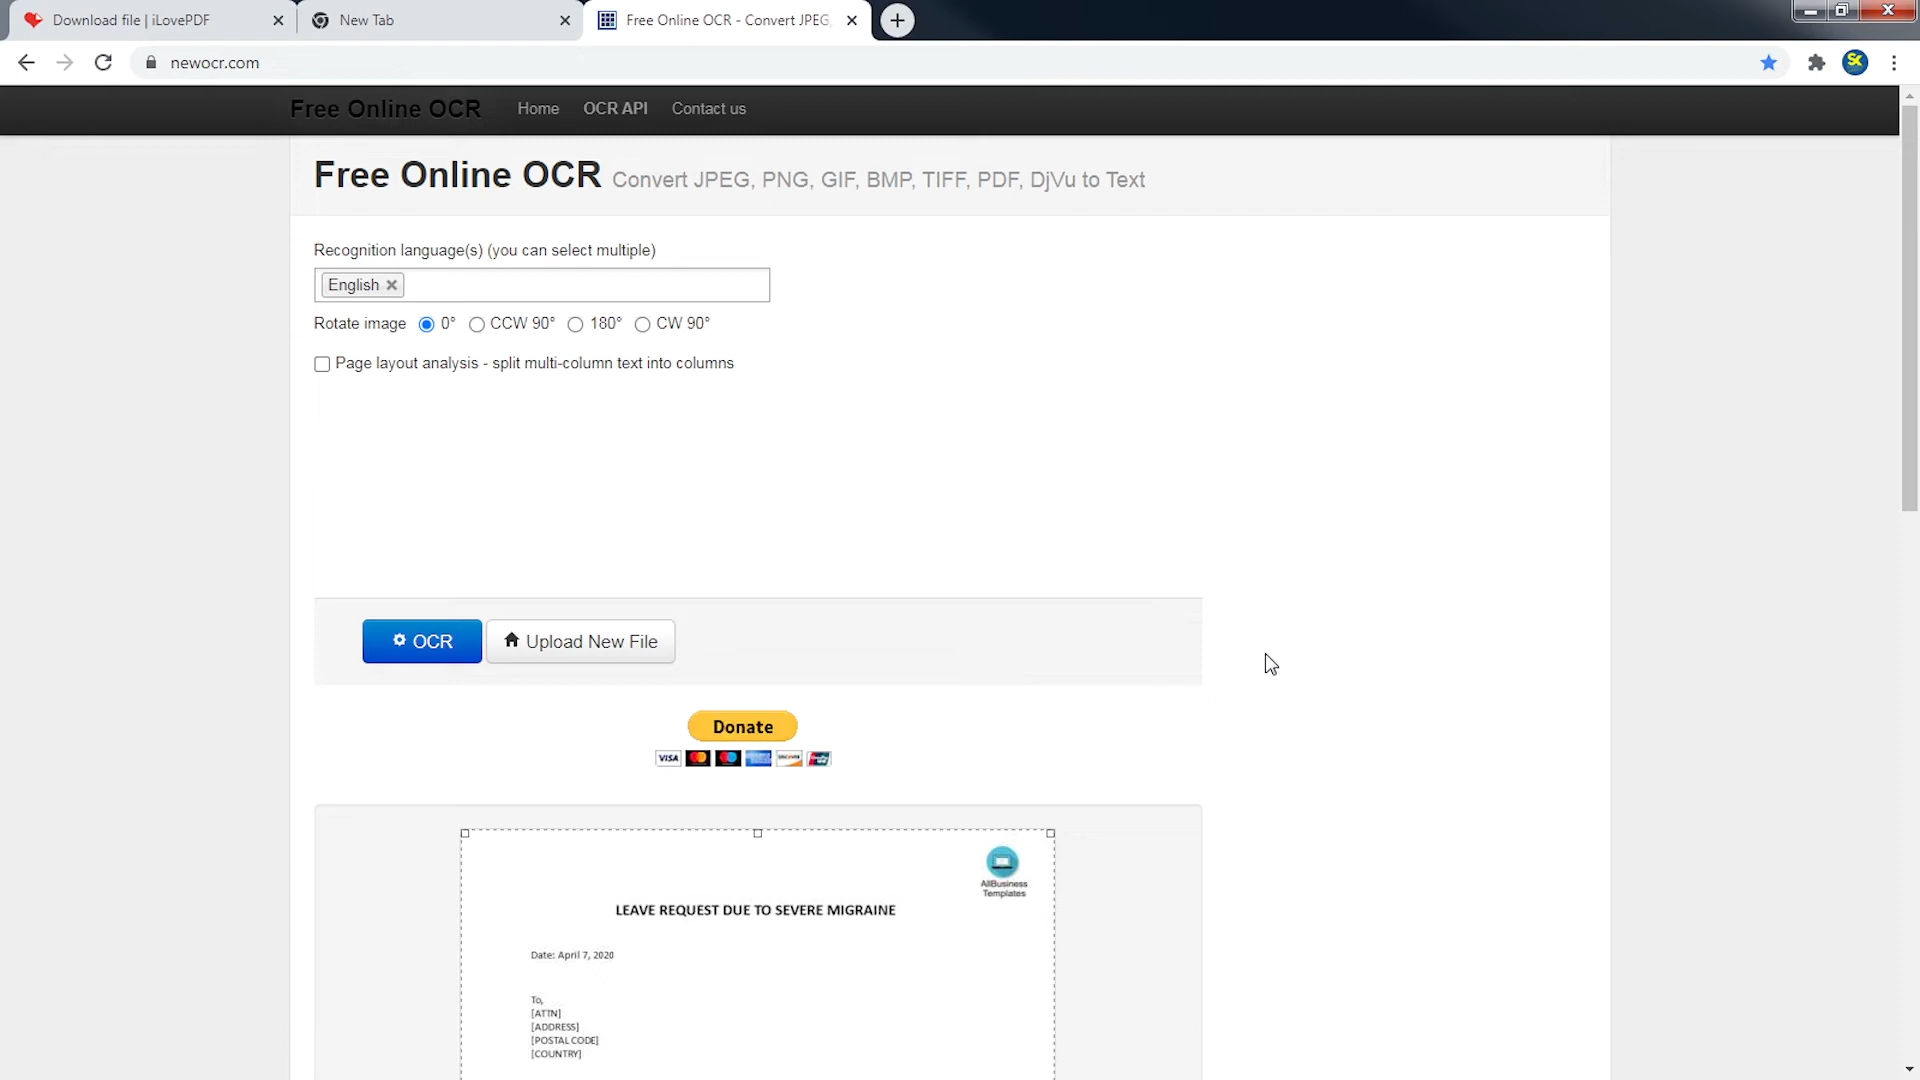 Download file | iLovePDF
New Tab
Free Online OCR - Convert JPEG,
newocr.com
SK
Free Online OCR Home OCR API Contact us
Free Online OCR Convert JPEG, PNG, GIF, BMP, TIFF, PDF, DjVu to Text
Recognition language(s) (you can select multiple)
English
Rotate image 0° CCW 90° 180° CW 90°
Page layout analysis - split multi-column text into columns
OCR Upload New File
Donate
VISA
AllBusiness
Templates
LEAVE REQUEST DUE TO SEVERE MIGRAINE
Date: April 7, 2020
To,
[ATTN]
[ADDRESS]
[POSTAL CODE]
[COUNTRY]